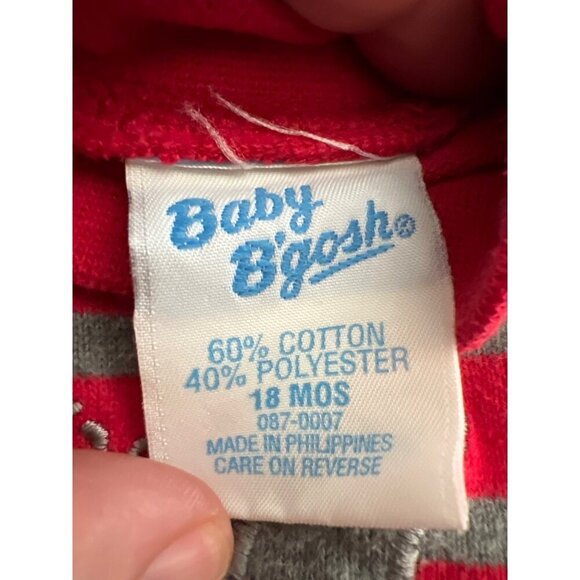 Baby
B'gosh®
60% COTTON
40% POLYESTER
18 MOS
087-0007
MADE IN PHILIPPINES
CARE ON REVERSE